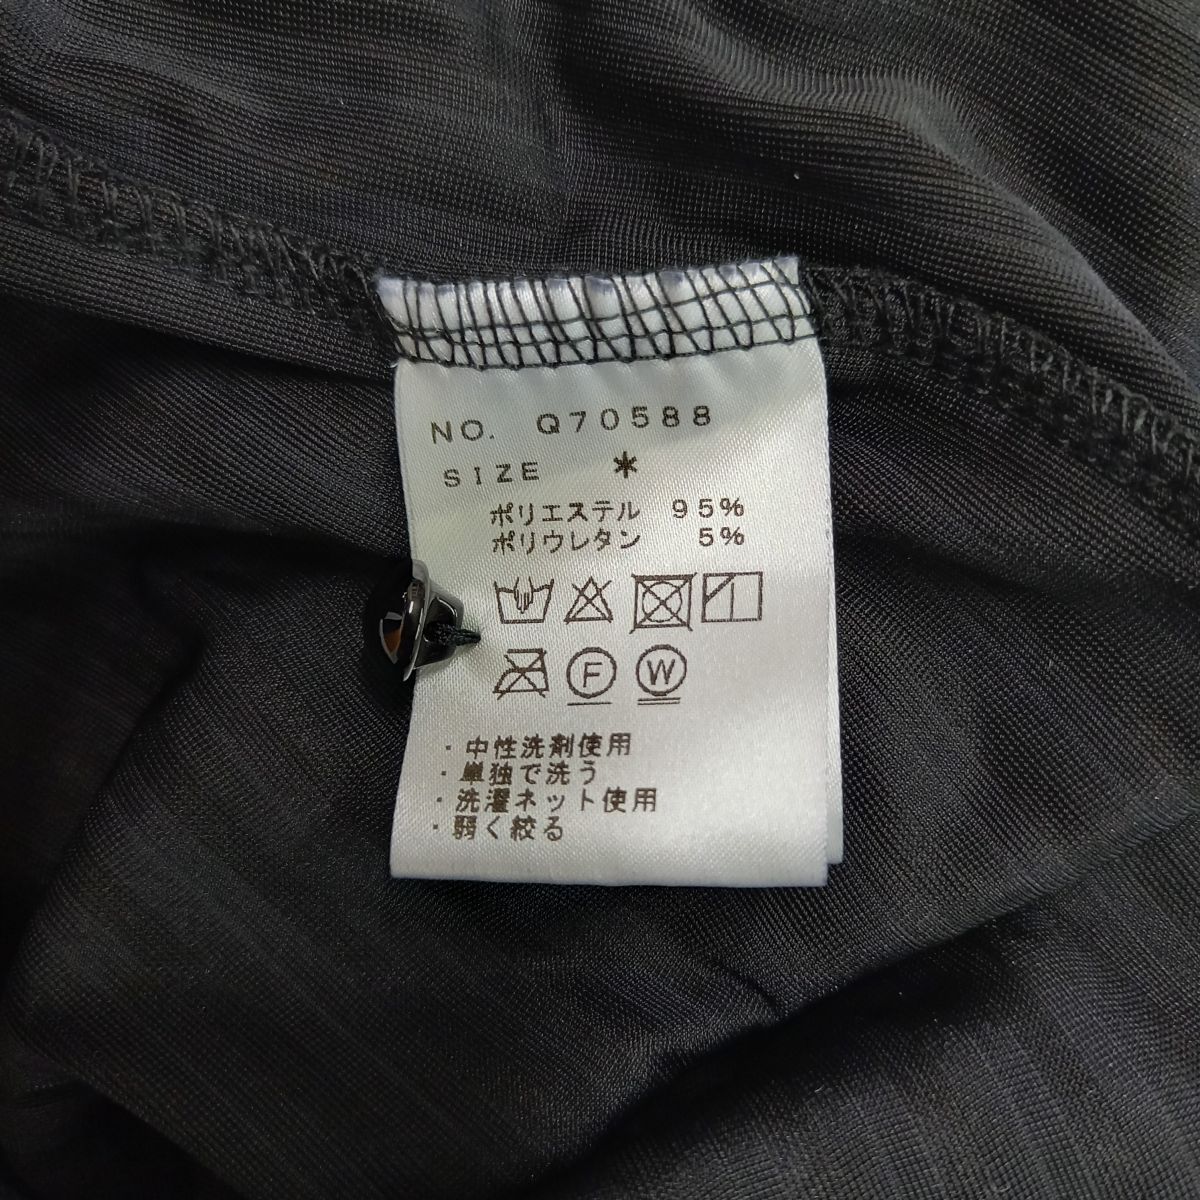 NO. Q70588
SIZE *
ポリエステル 95%
ポリウレタン 5%
F W
・中性洗剤使用
・単独で洗う
・洗濯ネット使用
・弱く絞る